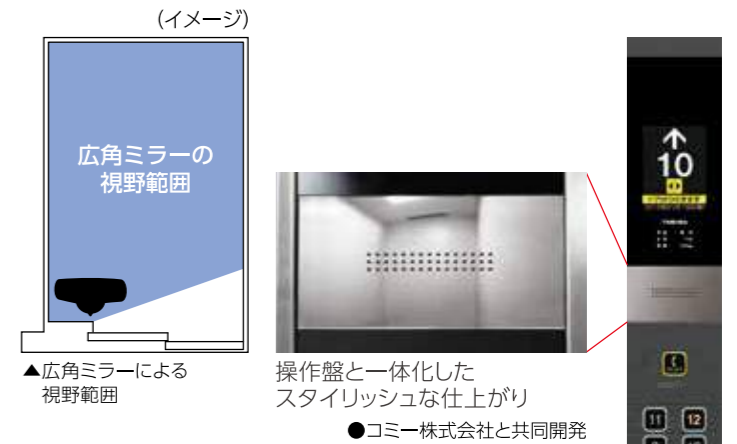 (イメージ)
広角ミラーの
視野範囲
▲広角ミラーによる
視野範囲
操作盤と一体化した
スタイリッシュな仕上がり
●コミー株式会社と共同開発
10
11
12